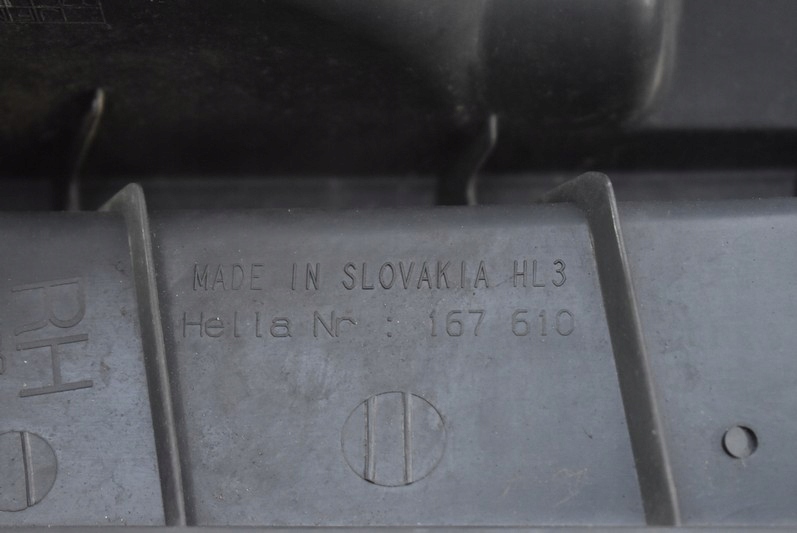 MADE IN SLOVAKIA HL3
Hella Nr : 167 610
RH